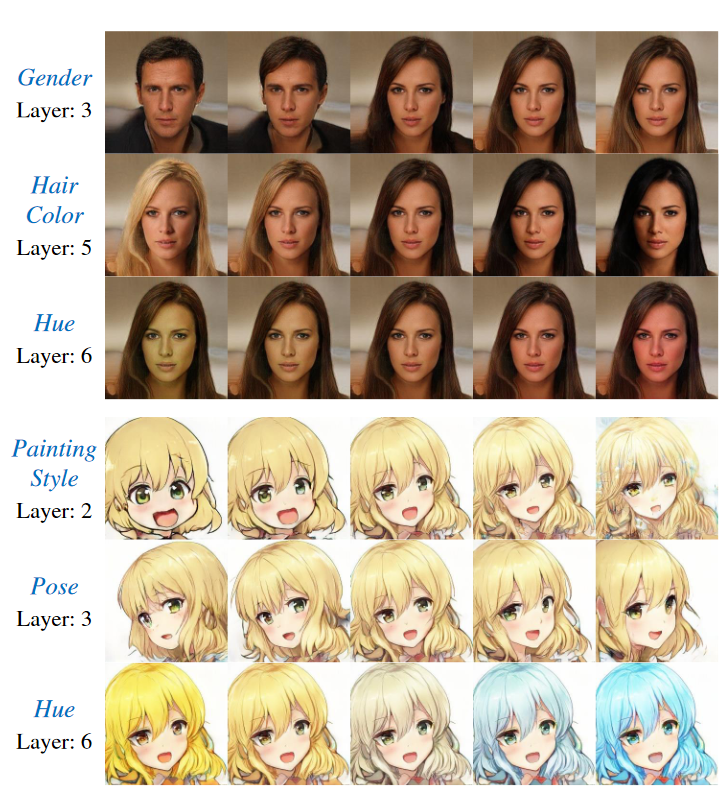 Gender
Layer: 3
Hair
Color
Layer: 5
Hue
Layer: 6
Painting
Style
Layer: 2
Pose
Layer: 3
Hue
Layer: 6